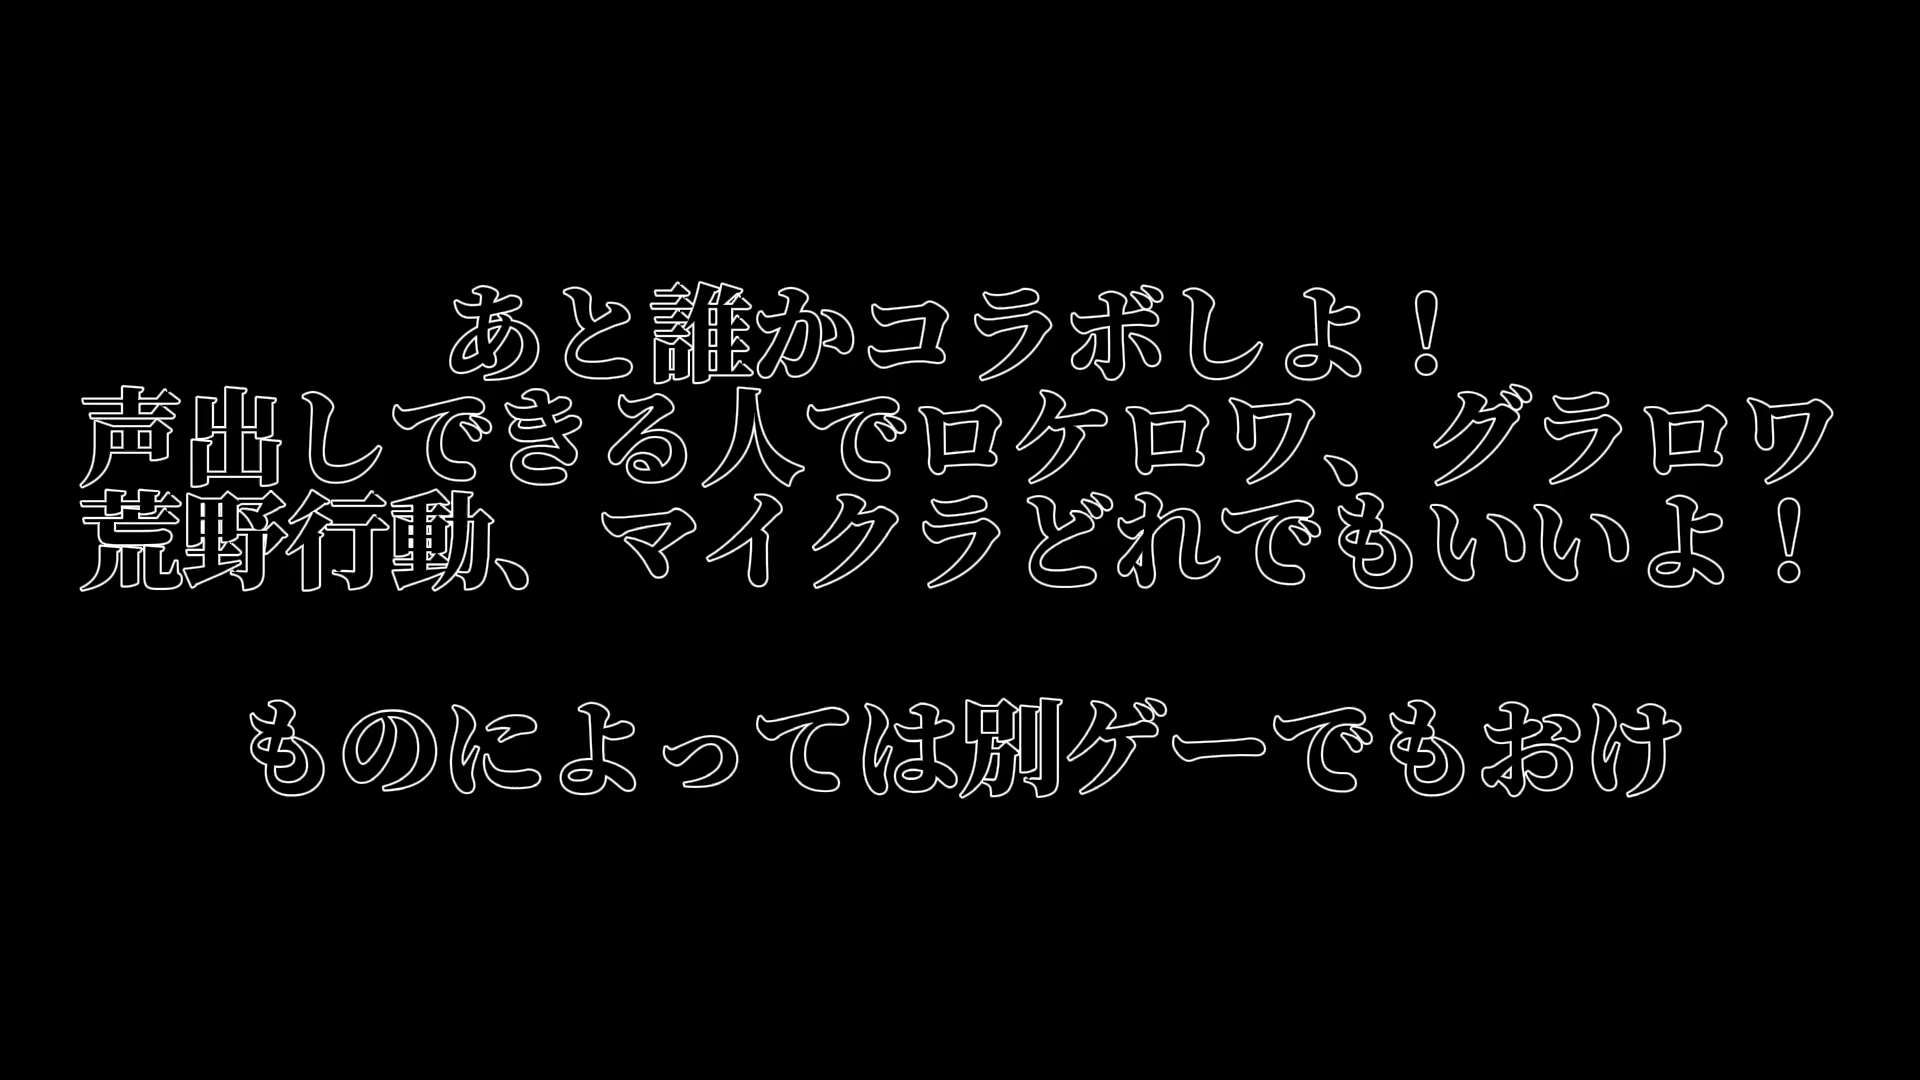 あと誰かコラボしよ！
声出しできる人でロケロワ、グラロワ
荒野行動、マイクラどれでもいいよ！
ものによっては別ゲーでもおけ